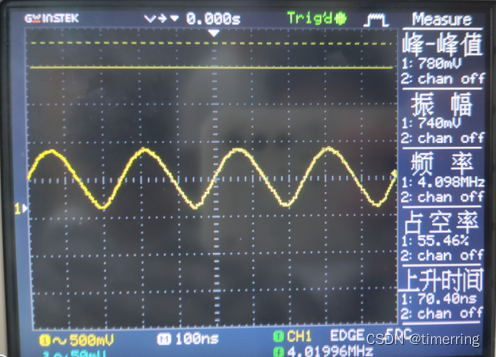 GWINSTEK
0.000s
Trig'd
Measure
峰-峰值
1: 780mV
2: chan off
振 幅
1: 740mV
2: chan off
频 率
1: 4.098MHz
2: chan off
占空率
1: 55.46%
2: chan off
上升时间
1: 70.40ns
2: chan off
1
1 500mV
M 100ns
CH1 EDGE
DC
4.01996MHz
CSDN @timerring